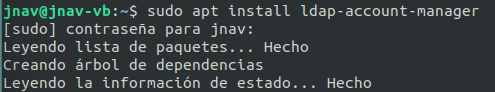 jnav@jnav-vb:~$ sudo apt install ldap-account-manager
[sudo] contraseña para jnav:
Leyendo lista de paquetes... Hecho
Creando árbol de dependencias
Leyendo la información de estado... Hecho